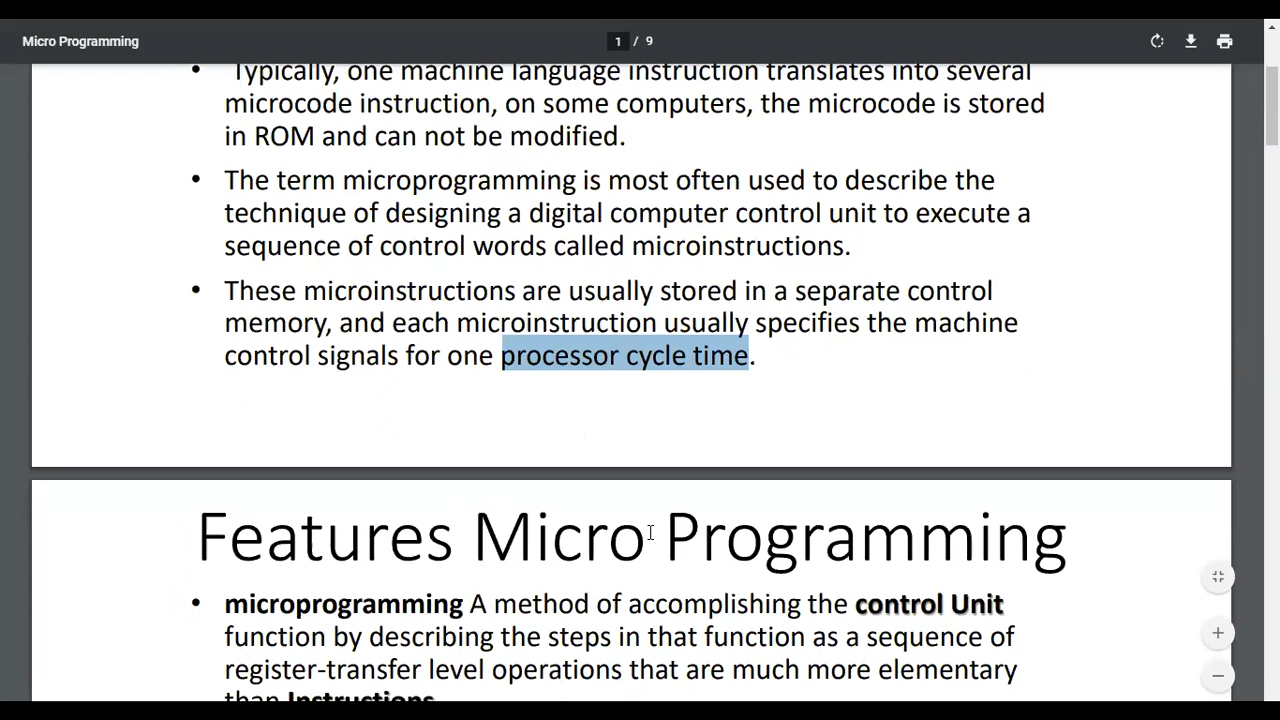 Micro Programming
1 / 9
• Typically, one machine language instruction translates into several
microcode instruction, on some computers, the microcode is stored
in ROM and can not be modified.
• The term microprogramming is most often used to describe the
technique of designing a digital computer control unit to execute a
sequence of control words called microinstructions.
• These microinstructions are usually stored in a separate control
memory, and each microinstruction usually specifies the machine
control signals for one processor cycle time.
Features Micro Programming
• microprogramming A method of accomplishing the control Unit
function by describing the steps in that function as a sequence of
register-transfer level operations that are much more elementary
than Instructions